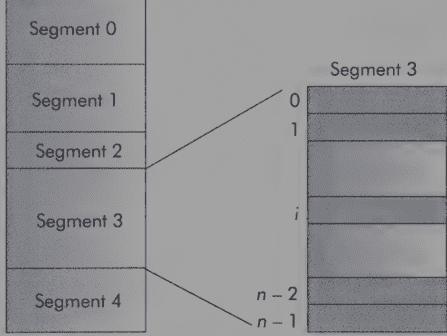 Segment 0
Segment 1
Segment 2
Segment 3
Segment 4
Segment 3
0
1
i
n – 2
n – 1